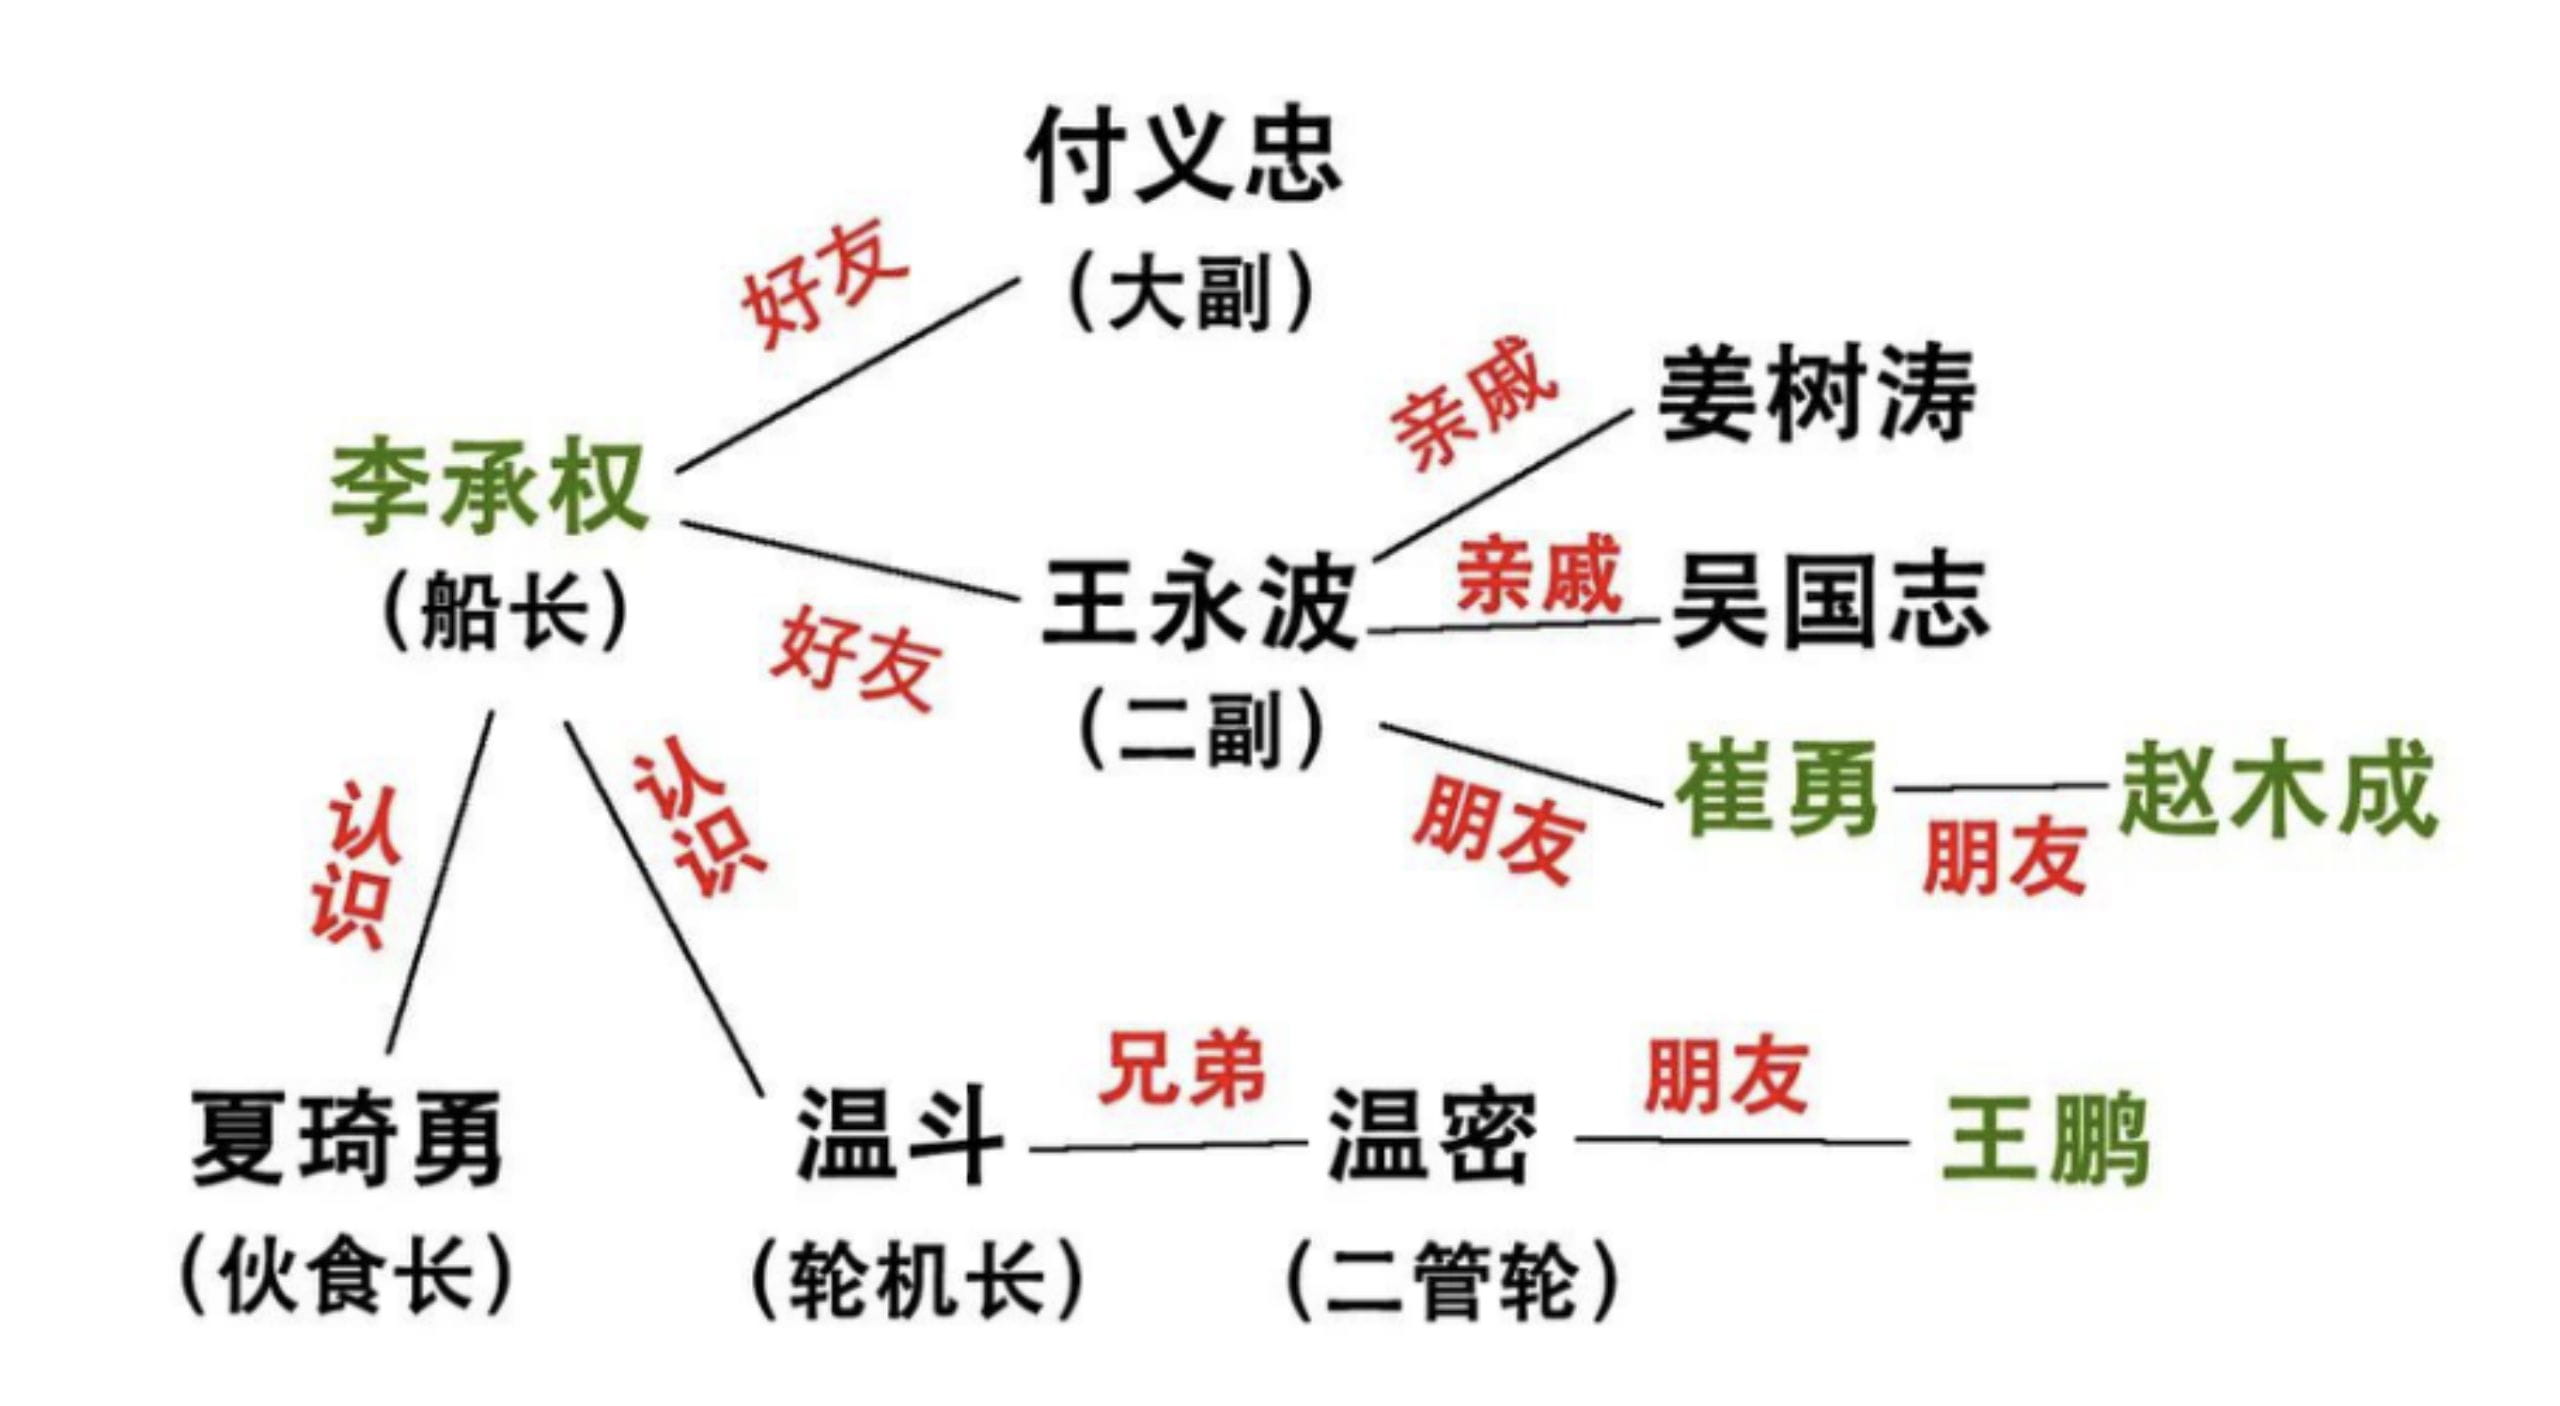 付义忠
(大副)
好友
李承权
(船长)
好友
王永波
(二副)
亲戚
姜树涛
亲戚
吴国志
朋友
崔勇
朋友
赵木成
认识
夏琦勇
(伙食长)
认识
温斗
(轮机长)
兄弟
温密
(二管轮)
朋友
王鹏